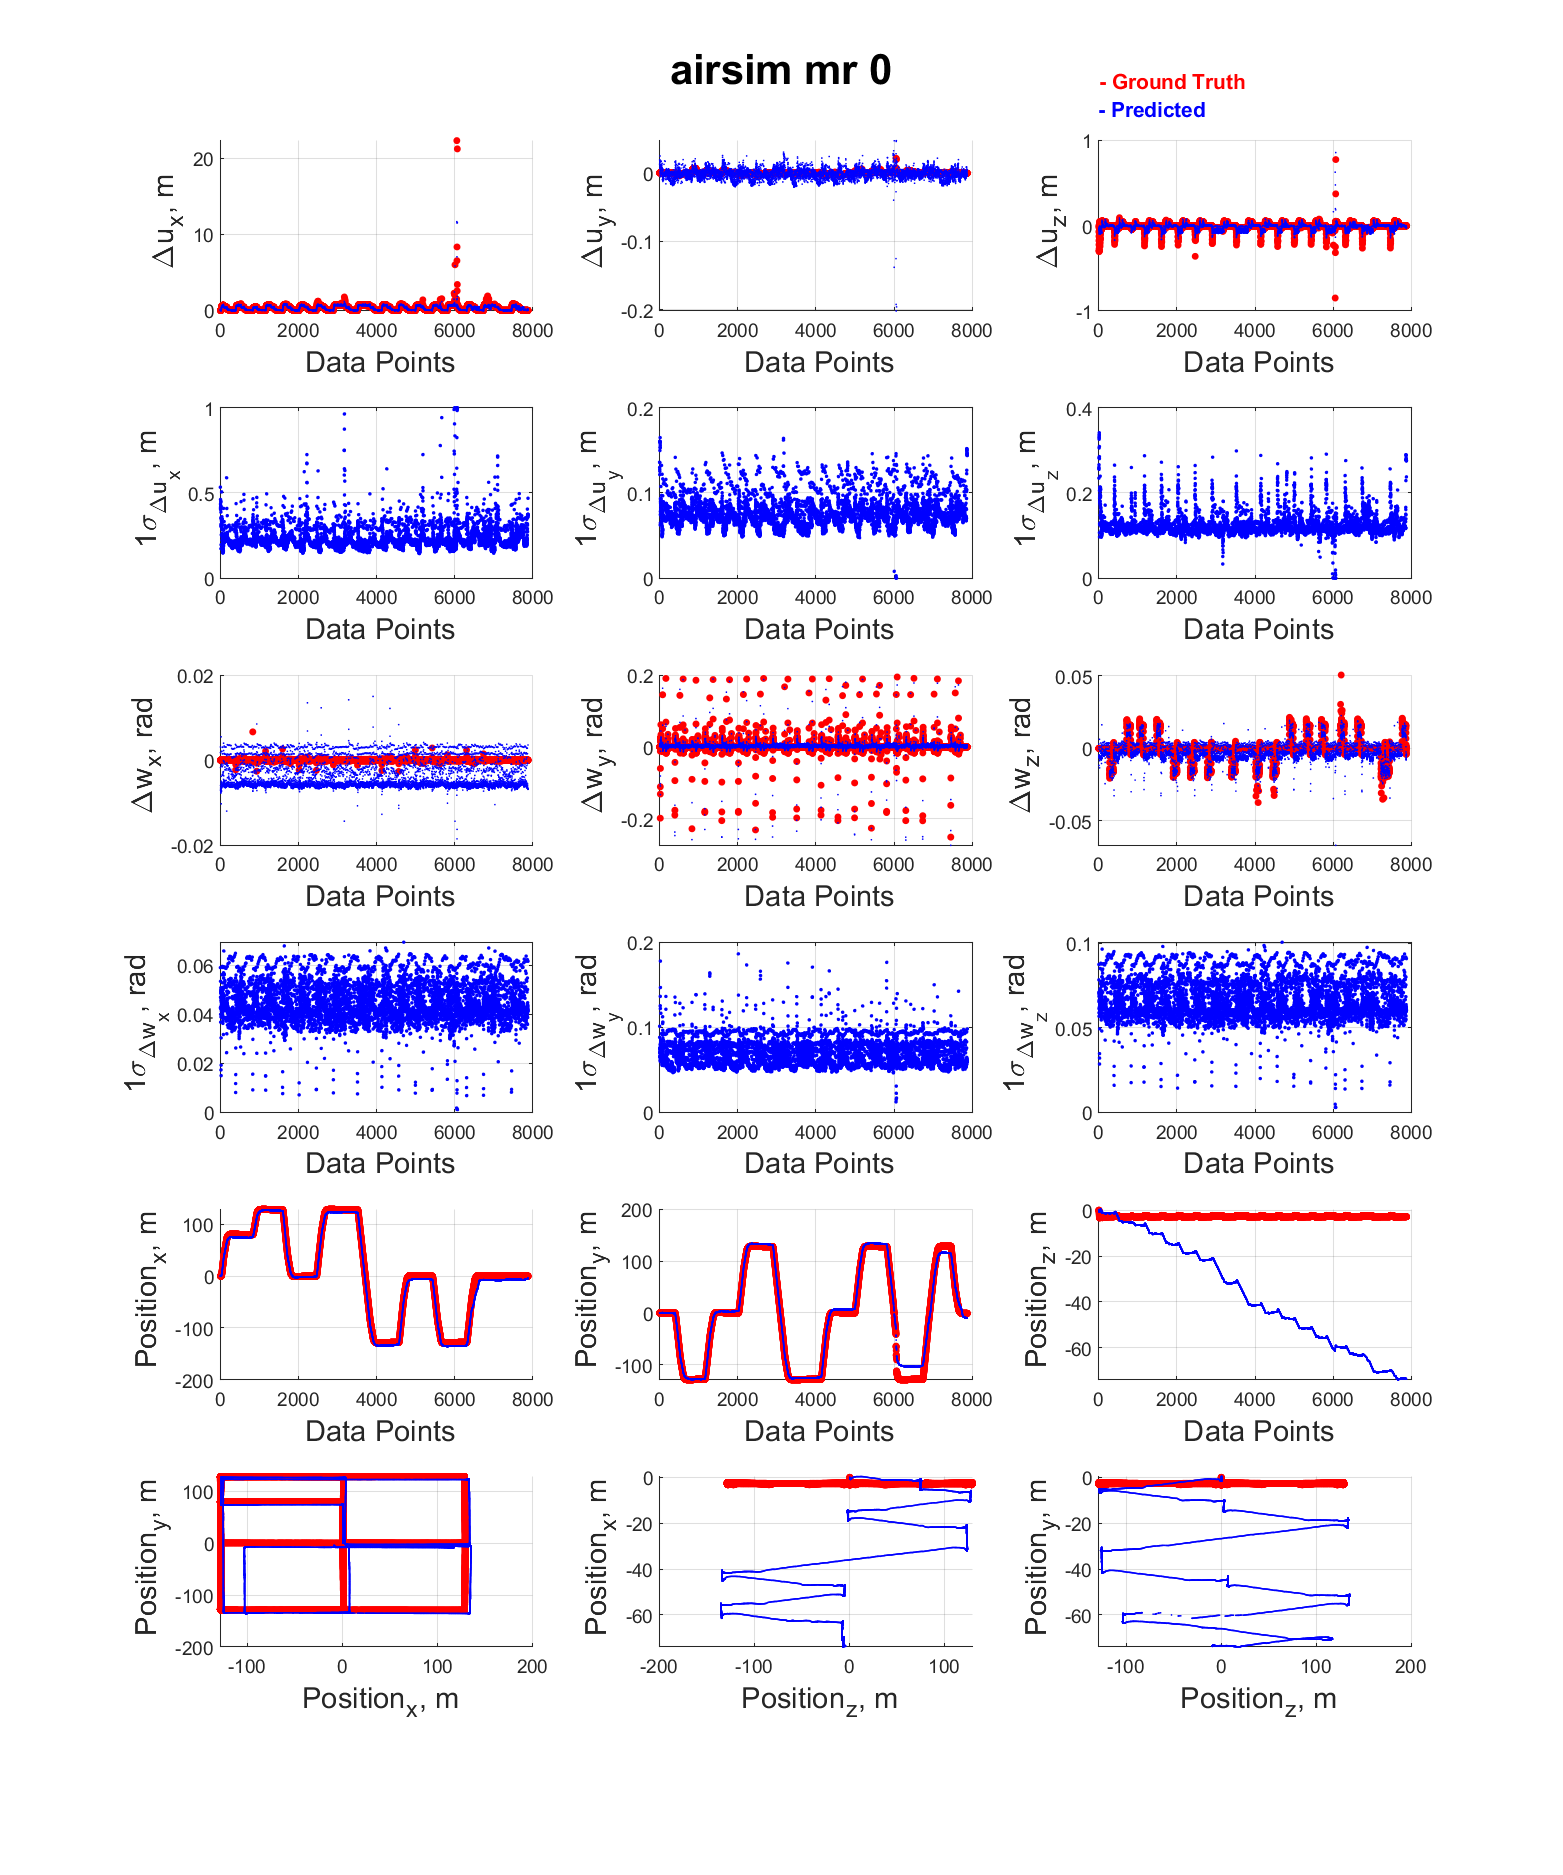 airsim mr 0
- Ground Truth
- Predicted
Δu_x, m
20
10
0
0 2000 4000 6000 8000
Data Points
Δu_y, m
0
-0.1
-0.2
0 2000 4000 6000 8000
Data Points
Δu_z, m
1
0
-1
0 2000 4000 6000 8000
Data Points
1σ_Δu_x, m
1
0.5
0
0 2000 4000 6000 8000
Data Points
1σ_Δu_y, m
0.2
0.1
0
0 2000 4000 6000 8000
Data Points
1σ_Δu_z, m
0.4
0.2
0
0 2000 4000 6000 8000
Data Points
Δw_x, rad
0.02
0
-0.02
0 2000 4000 6000 8000
Data Points
Δw_y, rad
0.2
0
-0.2
0 2000 4000 6000 8000
Data Points
Δw_z, rad
0.05
0
-0.05
0 2000 4000 6000 8000
Data Points
1σ_Δw_x, rad
0.06
0.04
0.02
0
0 2000 4000 6000 8000
Data Points
1σ_Δw_y, rad
0.2
0.1
0
0 2000 4000 6000 8000
Data Points
1σ_Δw_z, rad
0.1
0.05
0
0 2000 4000 6000 8000
Data Points
Position_x, m
100
0
-100
-200
0 2000 4000 6000 8000
Data Points
Position_y, m
200
100
0
-100
0 2000 4000 6000 8000
Data Points
Position_z, m
0
-20
-40
-60
0 2000 4000 6000 8000
Data Points
Position_y, m
100
0
-100
-200
-100 0 100 200
Position_x, m
Position_x, m
0
-20
-40
-60
-200 -100 0 100
Position_z, m
Position_y, m
0
-20
-40
-60
-100 0 100 200
Position_z, m